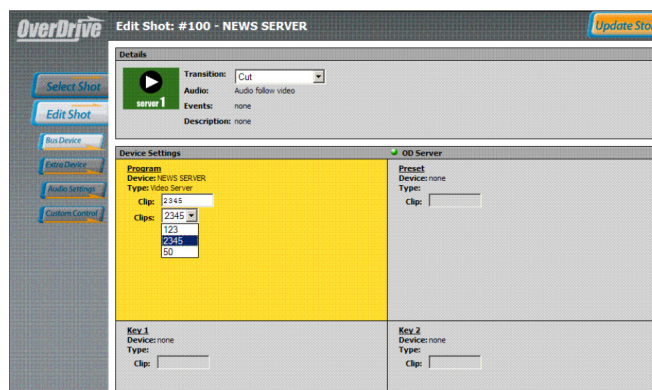 OverDrive
Edit Shot: #100 - NEWS SERVER
Update Sto
Select Shot
Edit Shot
Bus Device
Extra Device
Audio Settings
Custom Control
Details
server 1
Transition: Cut
Audio: Audio follow video
Events: none
Description: none
Device Settings
OD Server
Program
Device: NEWS SERVER
Type: Video Server
Clip: 2345
Clips: 2345
123
2345
50
Preset
Device: none
Type:
Clip:
Key 1
Device: none
Type:
Clip:
Key 2
Device: none
Type:
Clip: